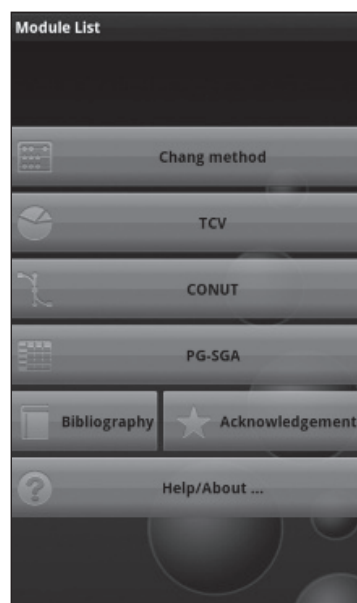 Module List
Chang method
TCV
CONUT
PG-SGA
Bibliography
Acknowledgement
Help/About ...